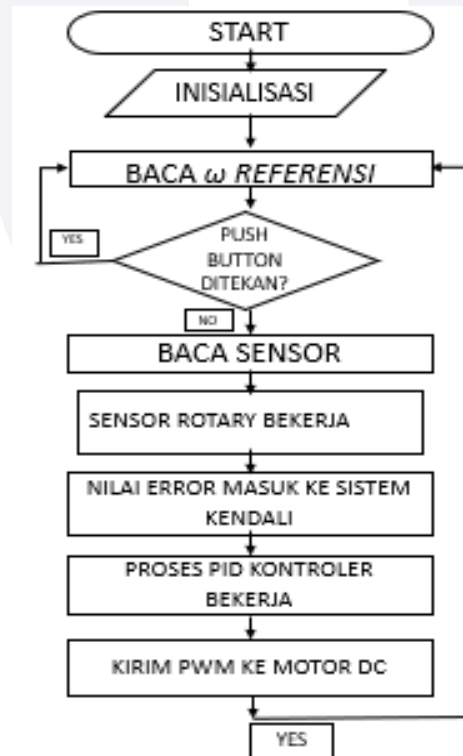 START
INISIALISASI
BACA ω REFERENSI
YES
PUSH
BUTTON
DITEKAN?
NO
BACA SENSOR
SENSOR ROTARY BEKERJA
NILAI ERROR MASUK KE SISTEM
KENDALI
PROSES PID KONTROLER
BEKERJA
KIRIM PWM KE MOTOR DC
YES